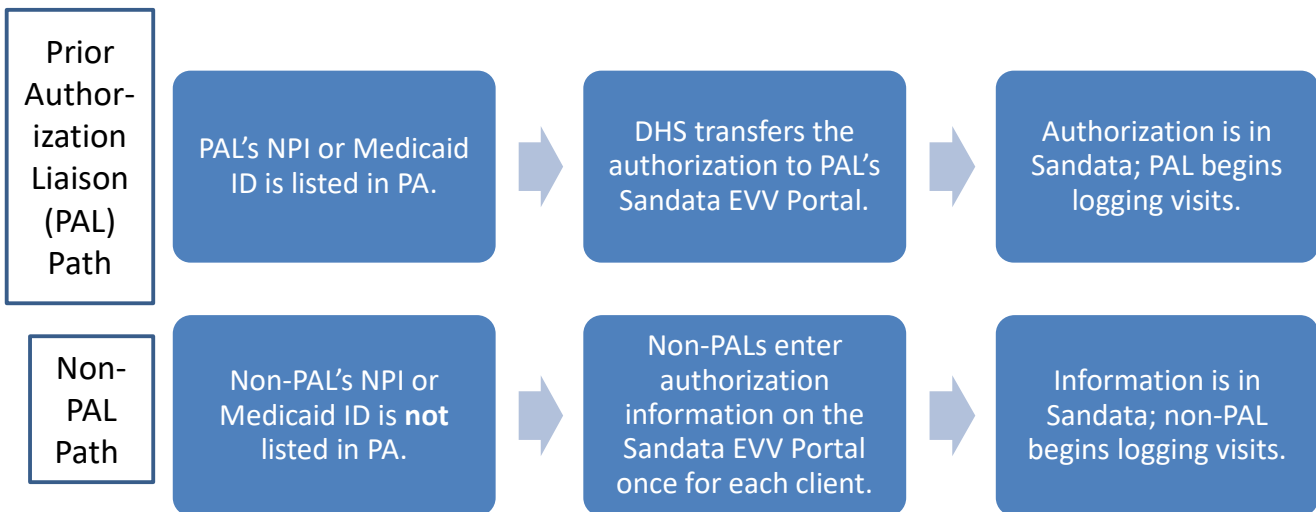 Prior
Author-
ization
Liaison
(PAL)
Path
PAL's NPI or Medicaid
ID is listed in PA.
DHS transfers the
authorization to PAL's
Sandata EVV Portal.
Authorization is in
Sandata; PAL begins
logging visits.
Non-
PAL
Path
Non-PAL's NPI or
Medicaid ID is not
listed in PA.
Non-PALs enter
authorization
information on the
Sandata EVV Portal
once for each client.
Information is in
Sandata; non-PAL
begins logging visits.